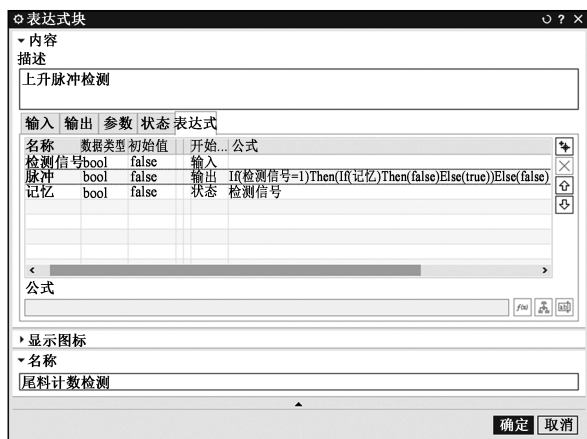 表达式块
内容
描述
上升脉冲检测
输入 输出 参数 状态 表达式
名称 数据类型 初始值 开始... 公式
检测信号 bool false 输入
脉冲 bool false 输出 If(检测信号=1)Then(If(记忆)Then(false)Else(true))Else(false)
记忆 bool false 状态 检测信号
公式
f(x)
显示图标
名称
尾料计数检测
确定 取消